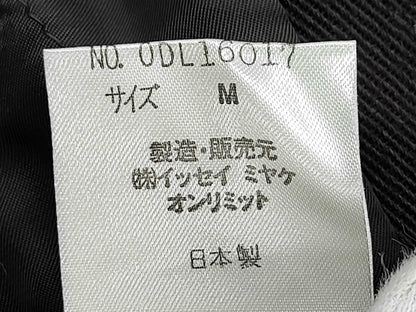 NO. ODL16017
サイズ M
製造・販売元
㈱イッセイ ミヤケ
オンリミット
日本製